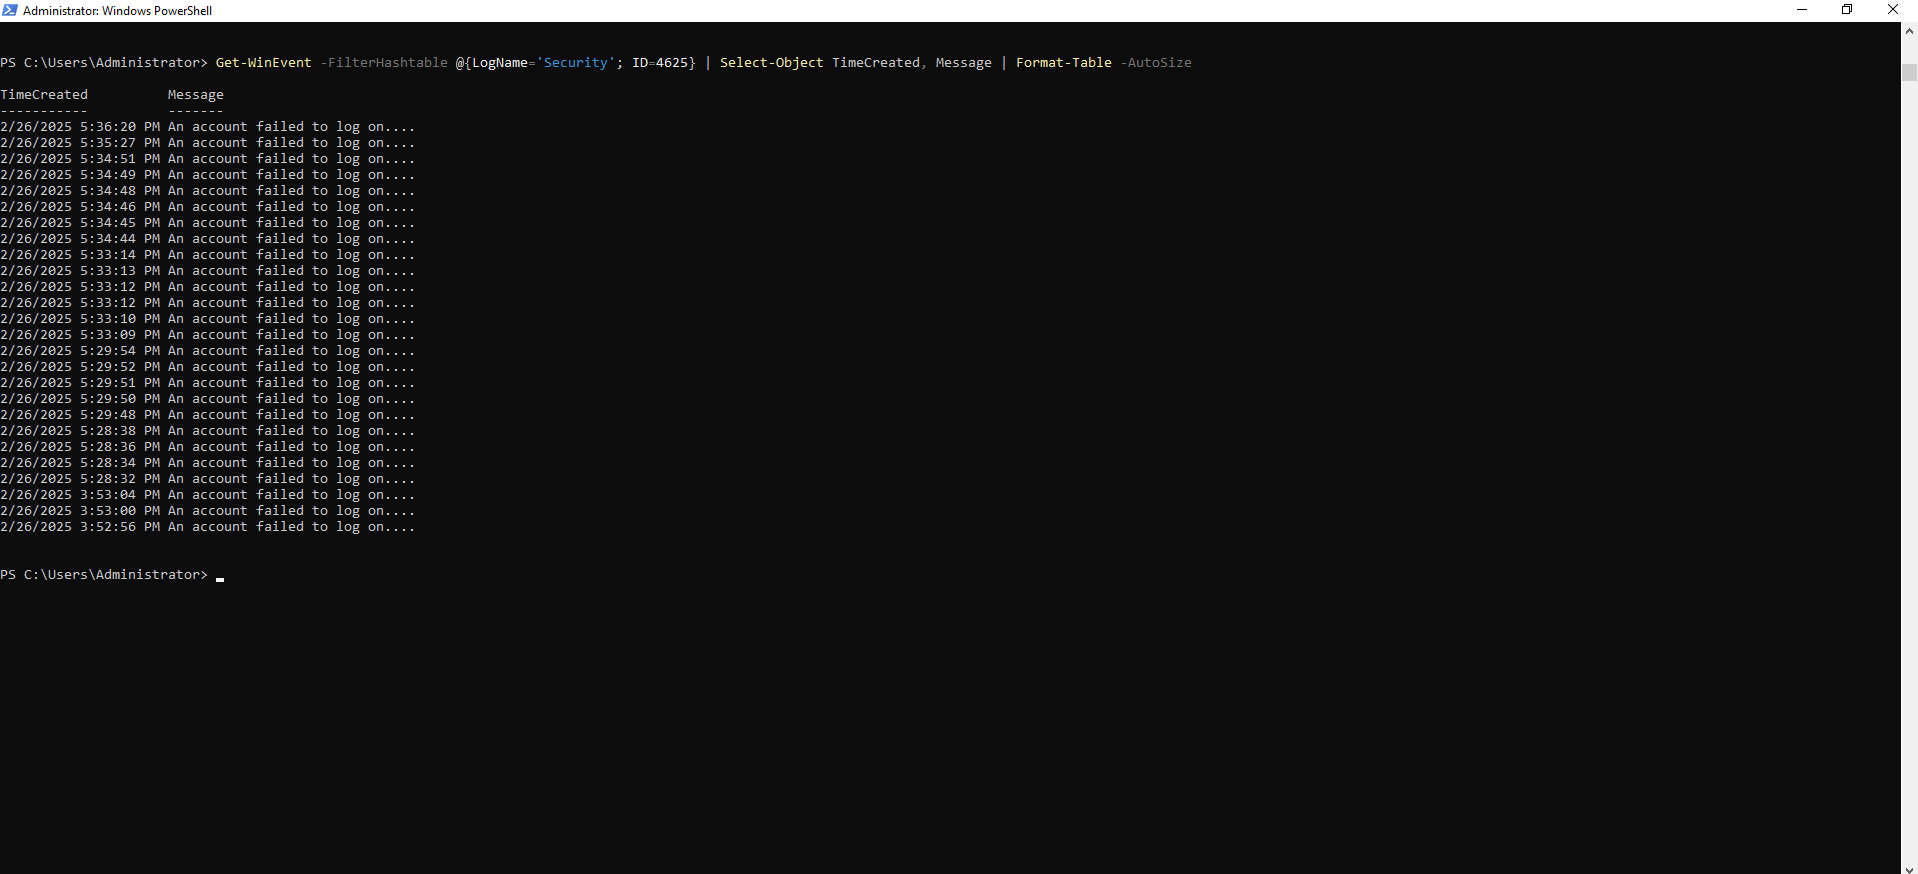 Administrator: Windows PowerShell
PS C:\Users\Administrator> Get-WinEvent -FilterHashtable @{LogName='Security'; ID=4625} | Select-Object TimeCreated, Message | Format-Table -AutoSize
TimeCreated Message
----------- -------
2/26/2025 5:36:20 PM An account failed to log on....
2/26/2025 5:35:27 PM An account failed to log on....
2/26/2025 5:34:51 PM An account failed to log on....
2/26/2025 5:34:49 PM An account failed to log on....
2/26/2025 5:34:48 PM An account failed to log on....
2/26/2025 5:34:46 PM An account failed to log on....
2/26/2025 5:34:45 PM An account failed to log on....
2/26/2025 5:34:44 PM An account failed to log on....
2/26/2025 5:33:14 PM An account failed to log on....
2/26/2025 5:33:13 PM An account failed to log on....
2/26/2025 5:33:12 PM An account failed to log on....
2/26/2025 5:33:12 PM An account failed to log on....
2/26/2025 5:33:10 PM An account failed to log on....
2/26/2025 5:33:09 PM An account failed to log on....
2/26/2025 5:29:54 PM An account failed to log on....
2/26/2025 5:29:52 PM An account failed to log on....
2/26/2025 5:29:51 PM An account failed to log on....
2/26/2025 5:29:50 PM An account failed to log on....
2/26/2025 5:29:48 PM An account failed to log on....
2/26/2025 5:28:38 PM An account failed to log on....
2/26/2025 5:28:36 PM An account failed to log on....
2/26/2025 5:28:34 PM An account failed to log on....
2/26/2025 5:28:32 PM An account failed to log on....
2/26/2025 3:53:04 PM An account failed to log on....
2/26/2025 3:53:00 PM An account failed to log on....
2/26/2025 3:52:56 PM An account failed to log on....
PS C:\Users\Administrator>